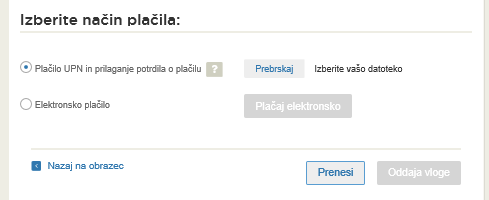 Izberite način plačila:
Plačilo UPN in prilaganje potrdila o plačilu ? Prebrskaj Izberite vašo datoteko
Elektronsko plačilo Plačaj elektronsko
Nazaj na obrazec Prenesi Oddaja vloge